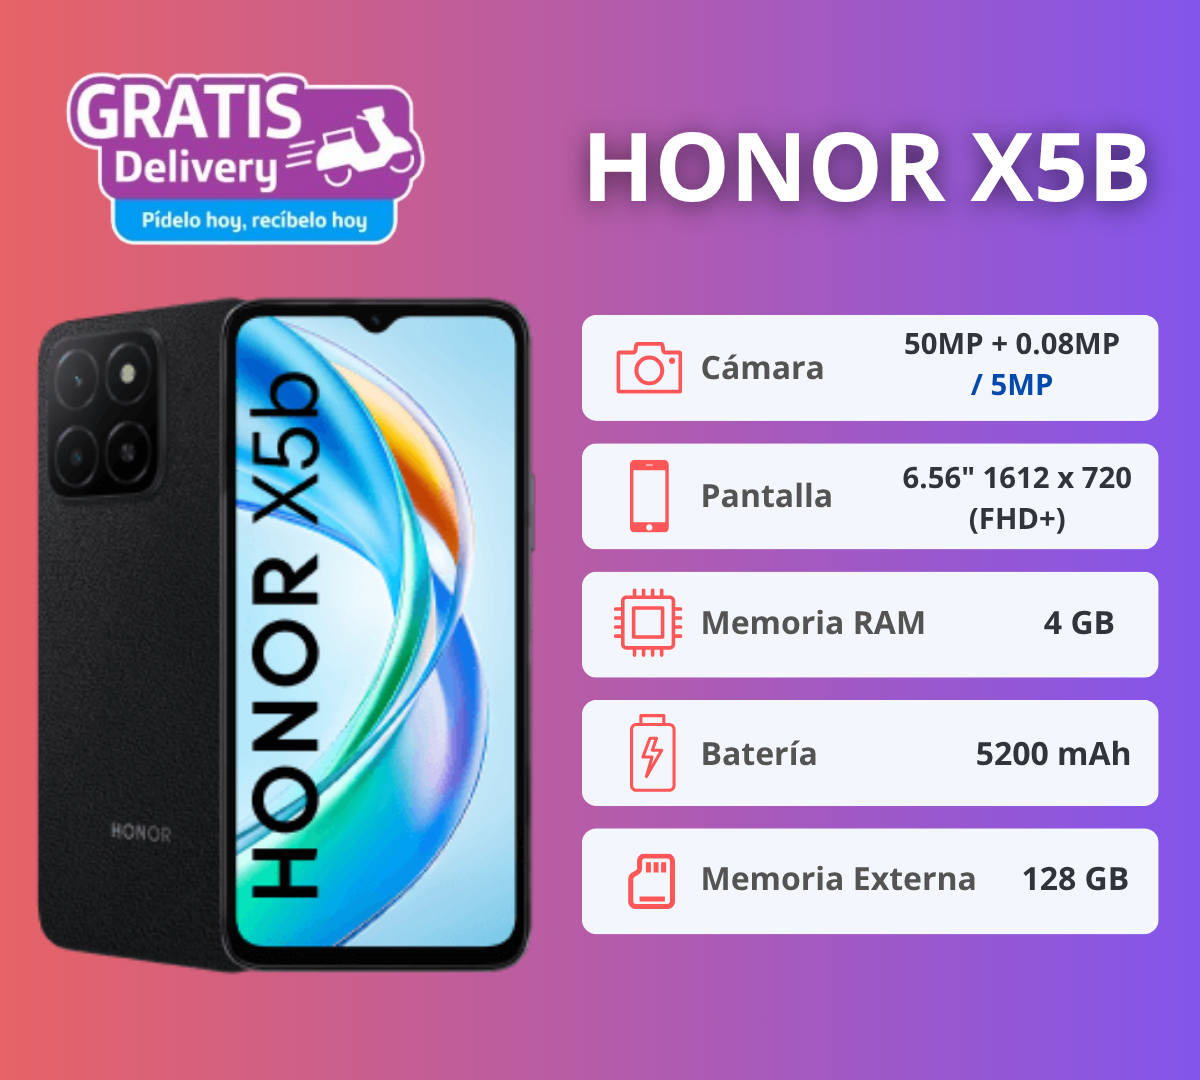 GRATIS
Delivery
Pídelo hoy, recíbelo hoy
HONOR X5B
HONOR
HONOR X5b
Cámara
50MP + 0.08MP
/ 5MP
Pantalla
6.56" 1612 x 720
(FHD+)
Memoria RAM
4 GB
Batería
5200 mAh
Memoria Externa
128 GB